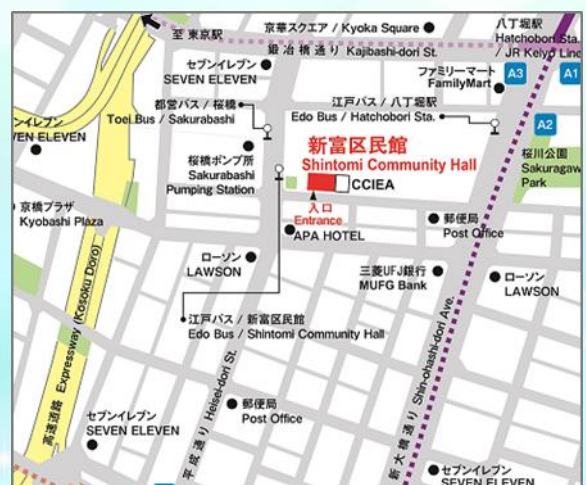 至 東京駅
京華スクエア / Kyoka Square
鍛冶橋通り Kajibashi-dori St.
八丁堀駅
Hatchobori Sta.
/ JR Keiyo Line
セブンイレブン
SEVEN ELEVEN
ファミリーマート
FamilyMart
A3
A1
都営バス / 桜橋
Toei Bus / Sakurabashi
江戸バス / 八丁堀駅
Edo Bus / Hatchobori Sta.
A2
セブンイレブン
SEVEN ELEVEN
新富区民館
Shintomi Community Hall
桜橋ポンプ所
Sakurabashi
Pumping Station
CCIEA
桜川公園
Sakuragawa
Park
入口
Entrance
京橋プラザ
Kyobashi Plaza
郵便局
Post Office
APA HOTEL
ローソン
LAWSON
三菱UFJ銀行
MUFG Bank
ローソン
LAWSON
江戸バス / 新富区民館
Edo Bus / Shintomi Community Hall
高速道路 Expressway (Kosoku Doro)
平成通り Heisei-dori St.
新大橋通り Shin-ohashi-dori Ave.
郵便局
Post Office
セブンイレブン
SEVEN ELEVEN
セブンイレブン
SEVEN ELEVEN